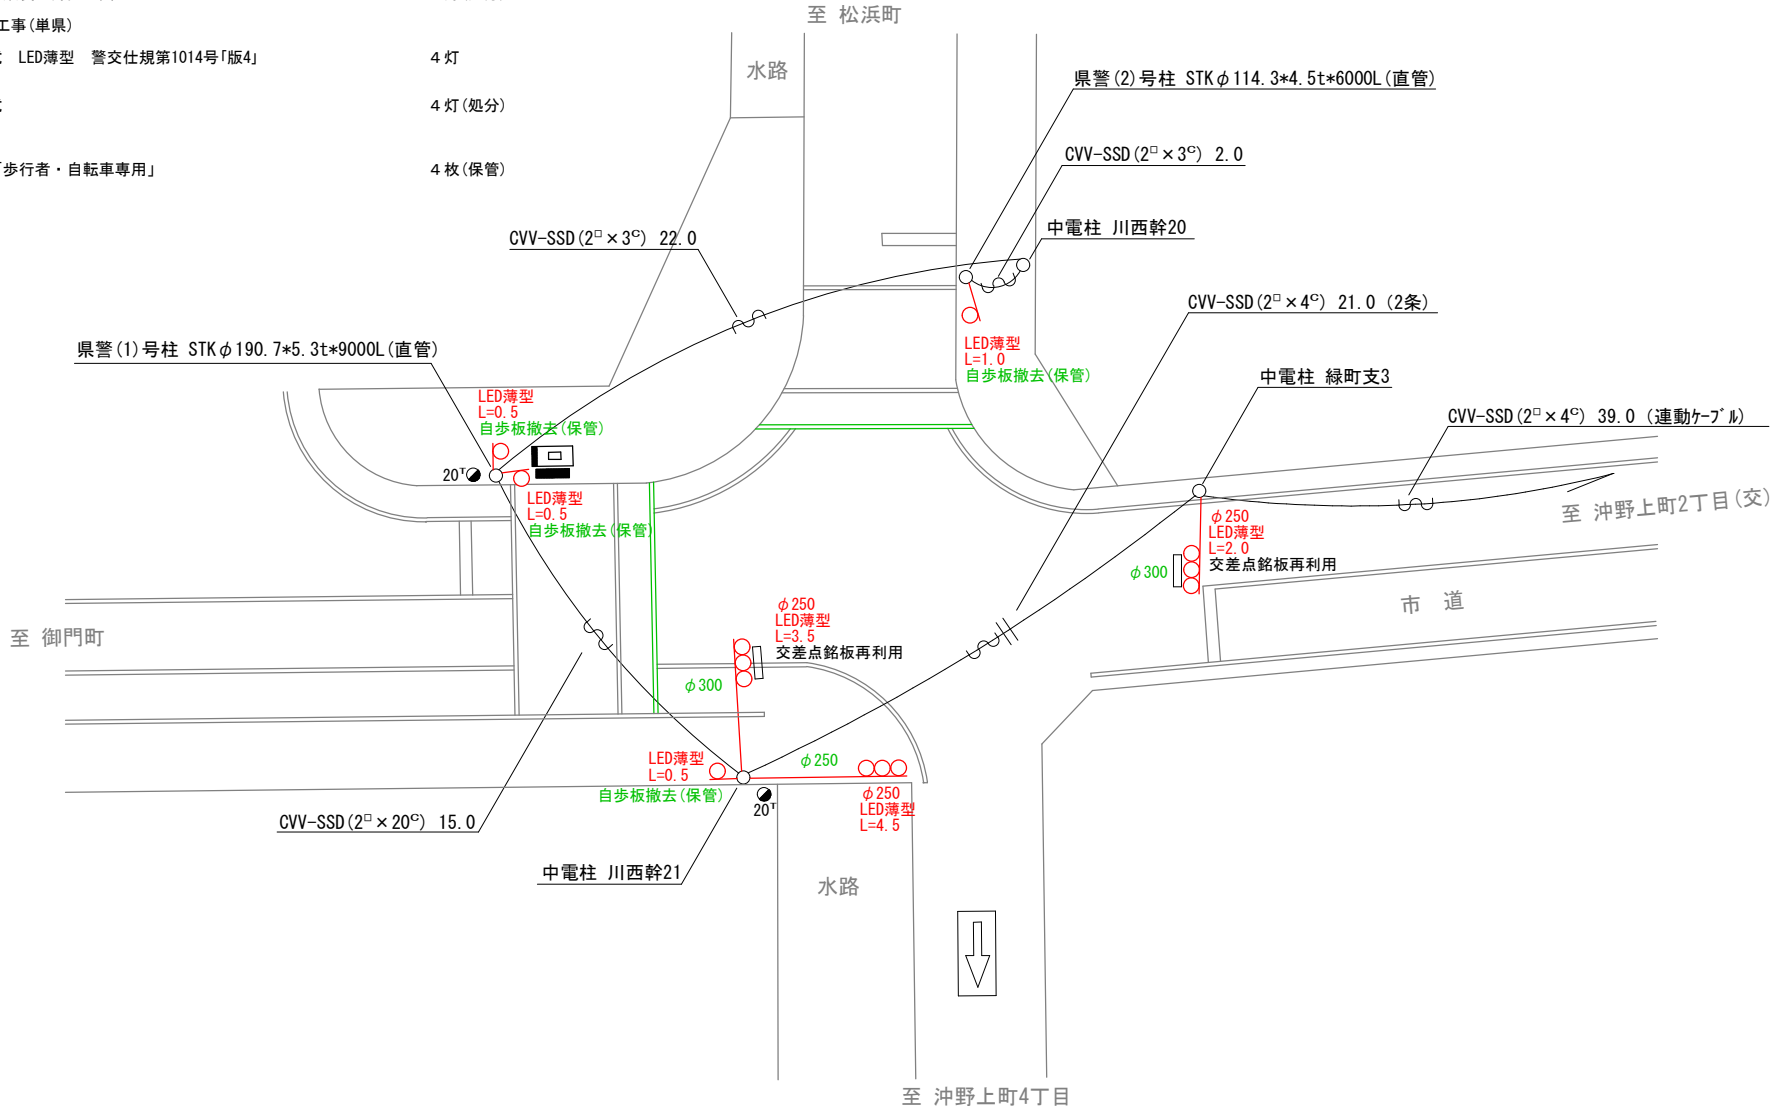 工事(単県)
LED薄型 警交仕規第1014号「版4」 4灯
4灯(処分)
「歩行者・自転車専用」 4枚(保管)
至 松浜町
水路
県警(2)号柱 STKφ114.3*4.5t*6000L(直管)
CVV-SSD(2□×3C) 2.0
中電柱 川西幹20
CVV-SSD(2□×3C) 22.0
CVV-SSD(2□×4C) 21.0 (2条)
県警(1)号柱 STKφ190.7*5.3t*9000L(直管)
LED薄型
L=1.0
自歩板撤去(保管)
中電柱 緑町支3
CVV-SSD(2□×4C) 39.0 (連動ケーブル)
LED薄型
L=0.5
自歩板撤去(保管)
20T
LED薄型
L=0.5
自歩板撤去(保管)
至 沖野上町2丁目(交)
φ250
LED薄型
L=2.0
交差点銘板再利用
φ300
市 道
至 御門町
φ250
LED薄型
L=3.5
交差点銘板再利用
φ300
LED薄型
L=0.5
自歩板撤去(保管)
φ250
φ250
LED薄型
L=4.5
20T
CVV-SSD(2□×20C) 15.0
中電柱 川西幹21
水路
至 沖野上町4丁目